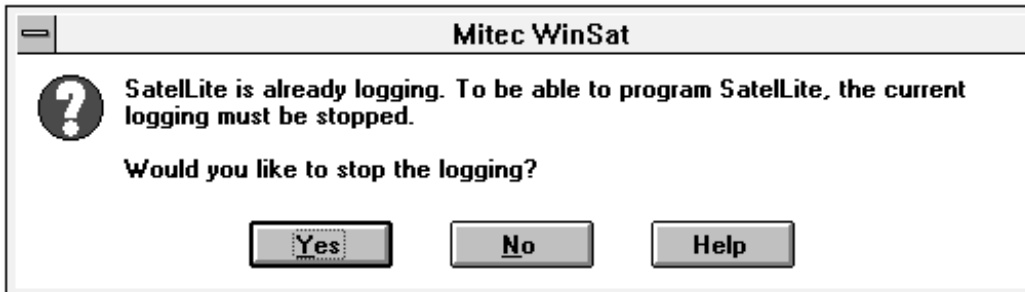 Mitec WinSat
SatelLite is already logging. To be able to program SatelLite, the current
logging must be stopped.
Would you like to stop the logging?
Yes No Help